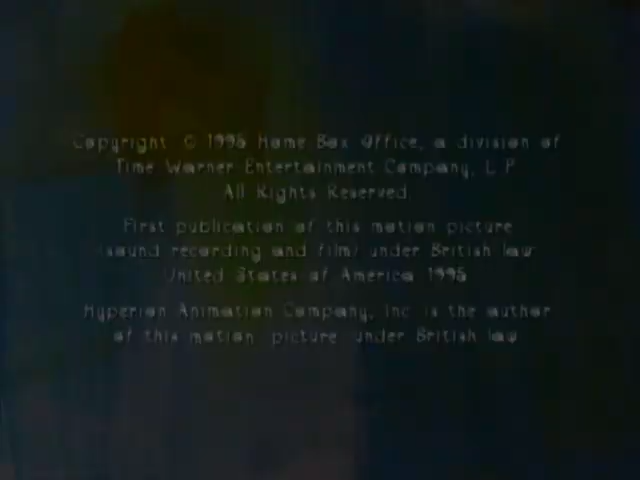 Copyright © 1995 Home Box Office, a division of
Time Warner Entertainment Company, L.P.
All Rights Reserved
First publication of this motion picture
(sound recording and film) under British law
United States of America 1995
Hyperion Animation Company, Inc. is the author
of this motion picture under British law